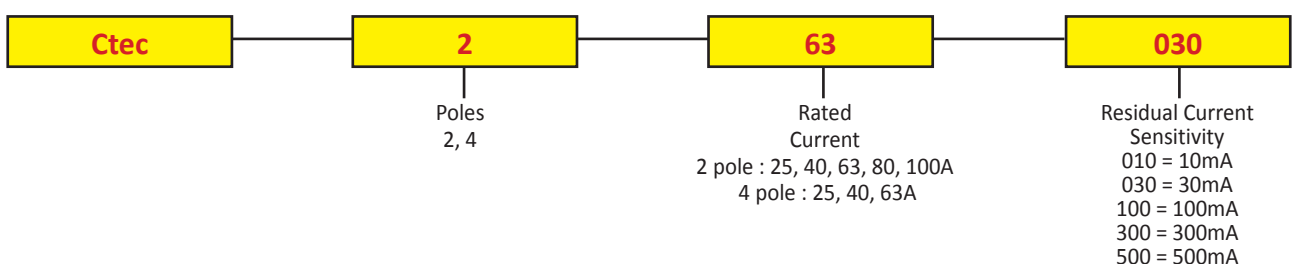 Ctec
2
63
030
Poles
2, 4
Rated
Current
2 pole : 25, 40, 63, 80, 100A
4 pole : 25, 40, 63A
Residual Current
Sensitivity
010 = 10mA
030 = 30mA
100 = 100mA
300 = 300mA
500 = 500mA